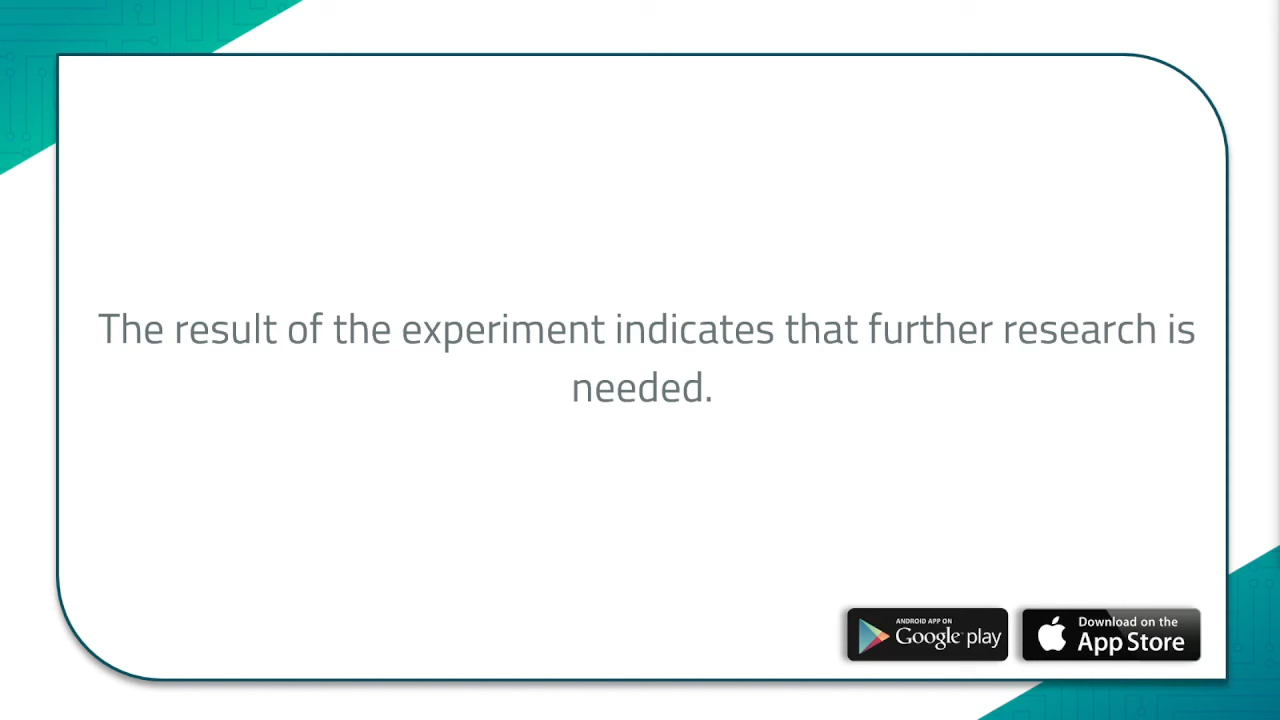 The result of the experiment indicates that further research is
needed.
ANDROID APP ON
Google play
Download on the
App Store